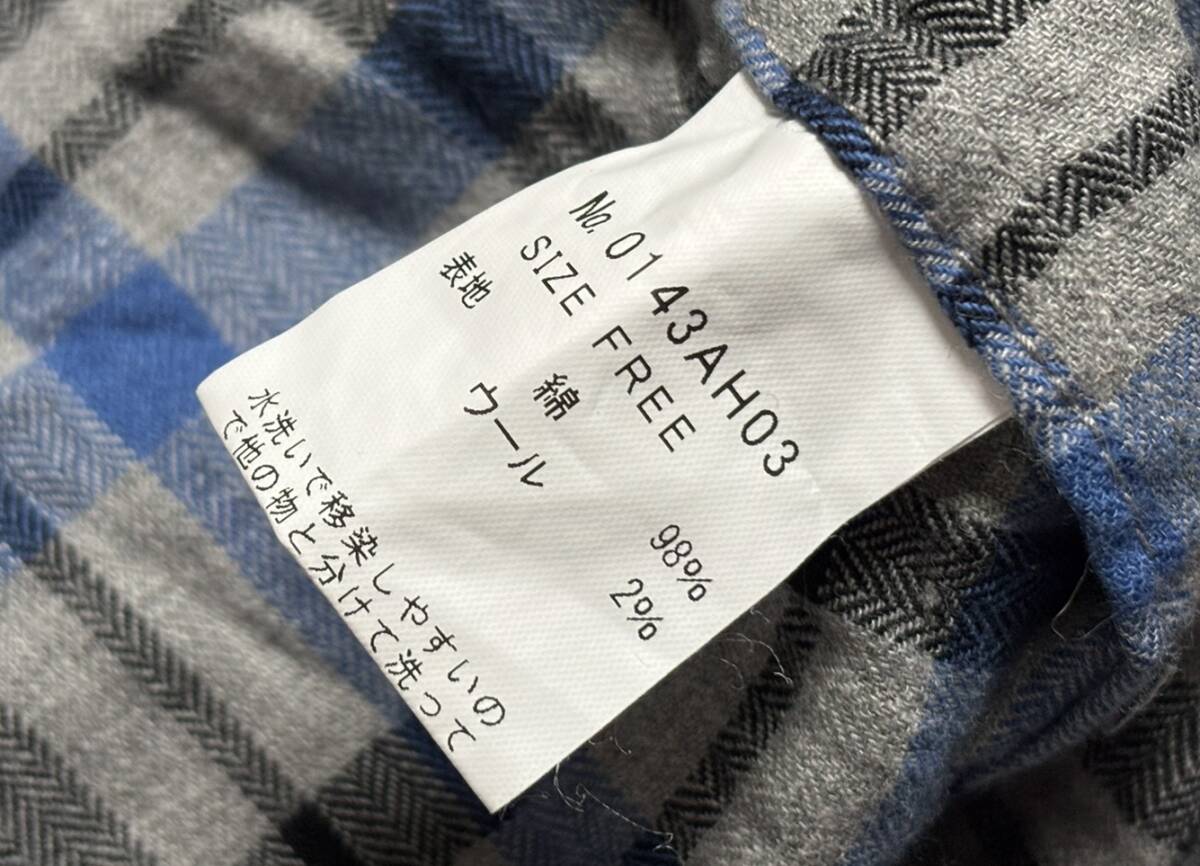 № 0143AH03
SIZE FREE
表地 綿 98%
ウール 2%
水洗いで移染しやすいの
で他の物と分けて洗って